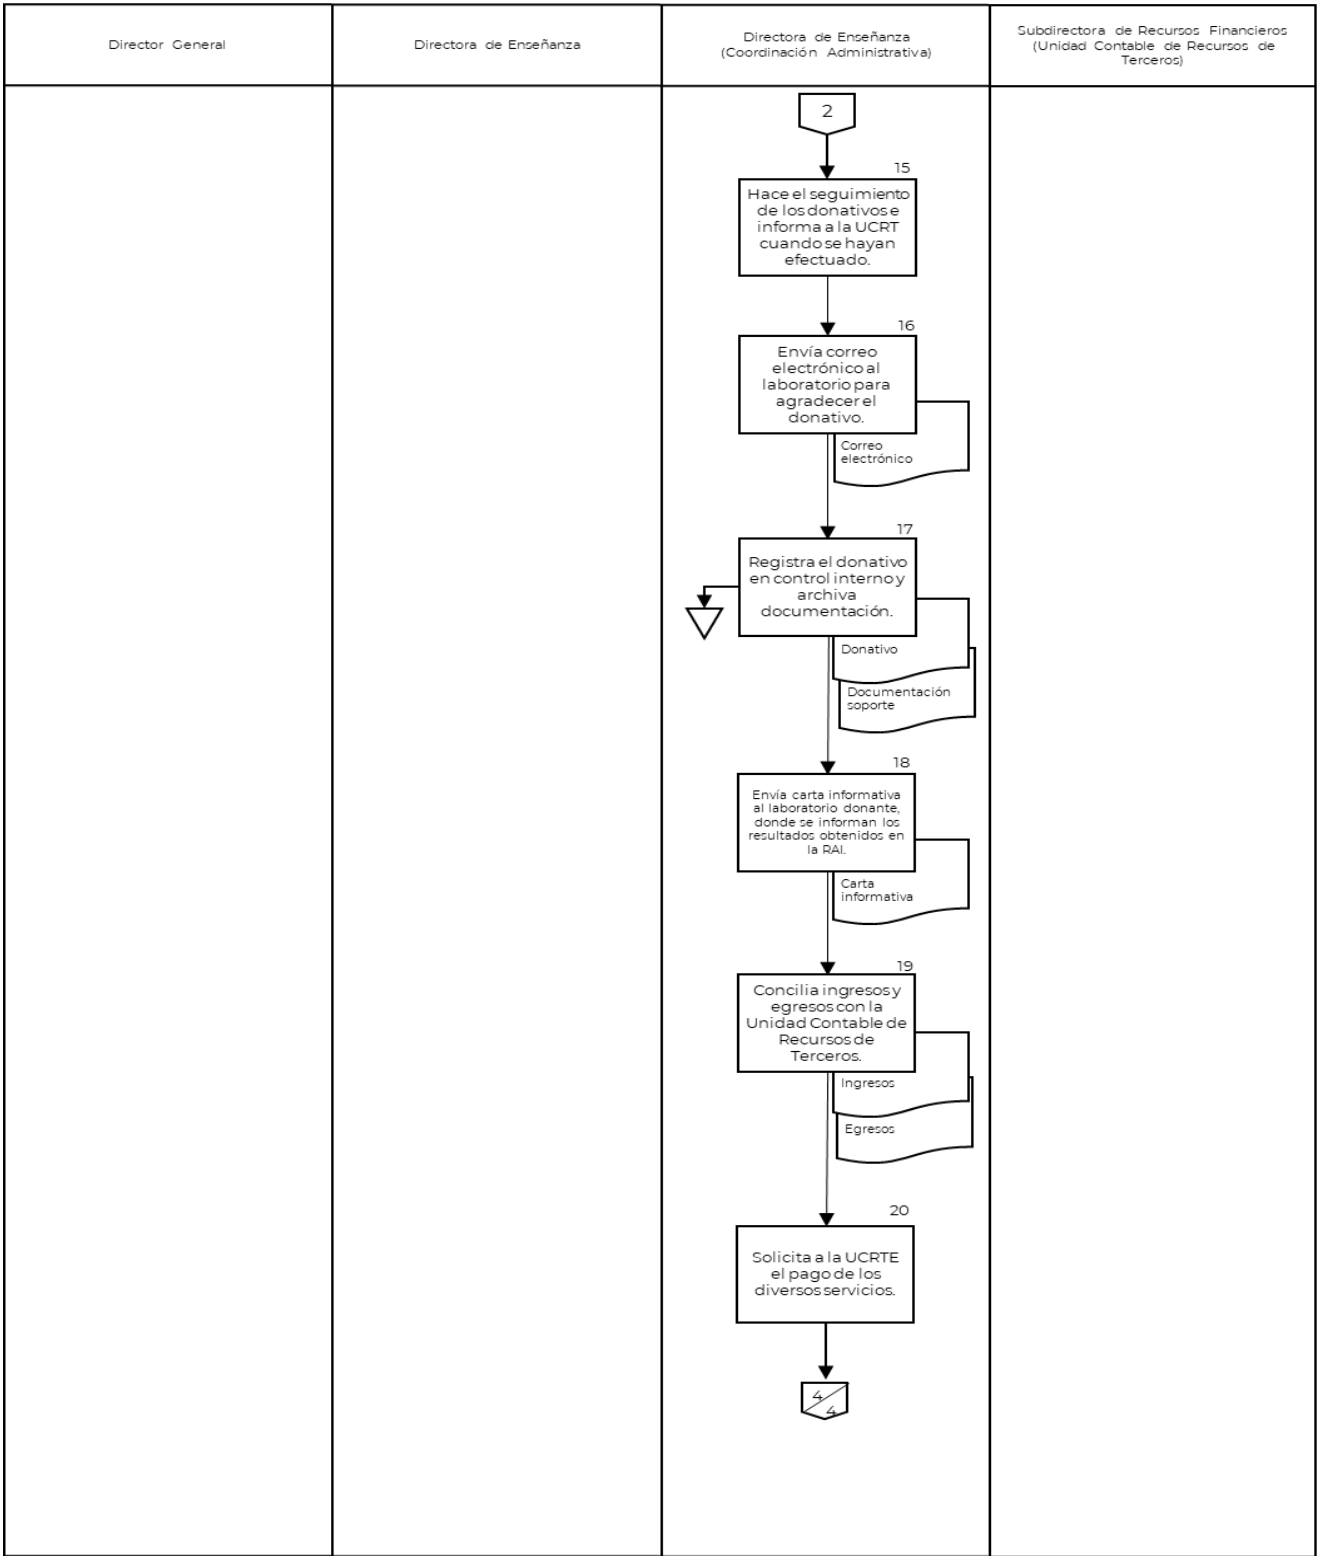 Director General
Directora de Enseñanza
Directora de Enseñanza
(Coordinación Administrativa)
Subdirectora de Recursos Financieros
(Unidad Contable de Recursos de
Terceros)
2
15
Hace el seguimiento
de los donativos e
informa a la UCRT
cuando se hayan
efectuado.
16
Envía correo
electrónico al
laboratorio para
agradecer el
donativo.
Correo
electrónico
17
Registra el donativo
en control interno y
archiva
documentación.
Donativo
Documentación
soporte
18
Envía carta informativa
al laboratorio donante,
donde se informan los
resultados obtenidos en
la RAI.
Carta
informativa
19
Concilia ingresos y
egresos con la
Unidad Contable de
Recursos de
Terceros.
Ingresos
Egresos
20
Solicita a la UCRTE
el pago de los
diversos servicios.
4
4